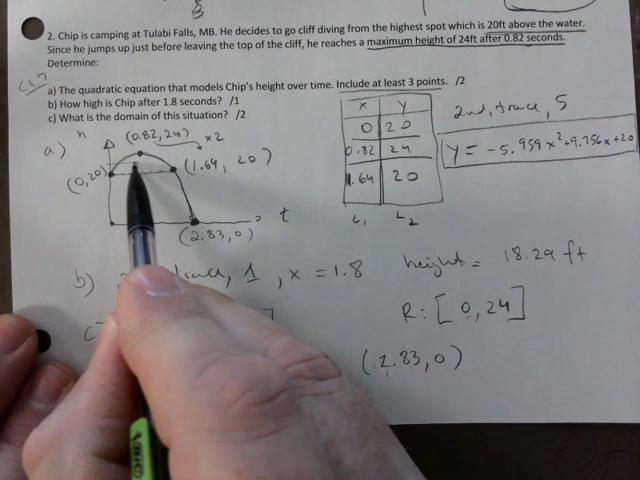 2. Chip is camping at Tulabi Falls, MB. He decides to go cliff diving from the highest spot which is 20ft above the water.
Since he jumps up just before leaving the top of the cliff, he reaches a maximum height of 24ft after 0.82 seconds.
Determine:
a) The quadratic equation that models Chip's height over time. Include at least 3 points. /2
b) How high is Chip after 1.8 seconds? /1
c) What is the domain of this situation? /2
a)
h
(0.82, 24) x2
(0,20)
(1.64, 20)
t
(2.83, 0)
x y
0 20
0.82 24
1.64 20
L1 L2
2nd, trace, 5
y = -5.959x²+9.756x+20
b) trace, 1, x = 1.8 height = 18.29 ft
R: [0, 24]
(2.83, 0)